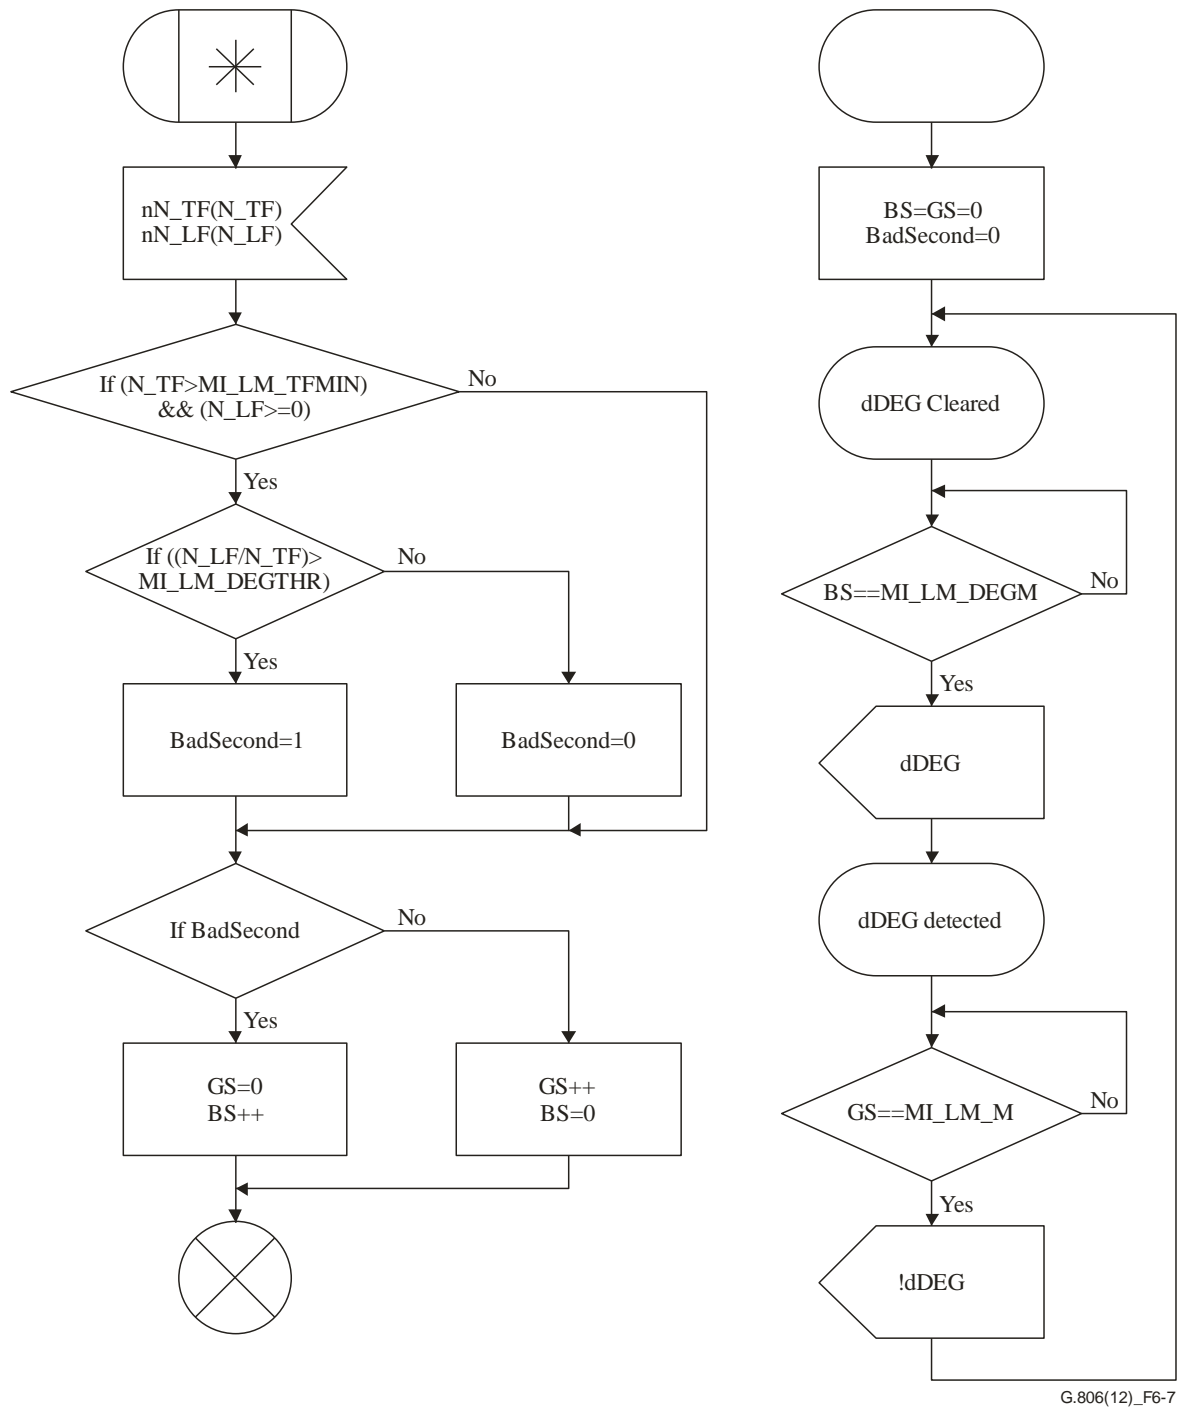 nN_TF(N_TF)
nN_LF(N_LF)
If (N_TF>MI_LM_TFMIN)
&& (N_LF>=0)
No
Yes
If ((N_LF/N_TF)>
MI_LM_DEGTHR)
No
Yes
BadSecond=1
BadSecond=0
If BadSecond
No
Yes
GS=0
BS++
GS++
BS=0
BS=GS=0
BadSecond=0
dDEG Cleared
BS==MI_LM_DEGM
No
Yes
dDEG
dDEG detected
GS==MI_LM_M
No
Yes
!dDEG
G.806(12)_F6-7